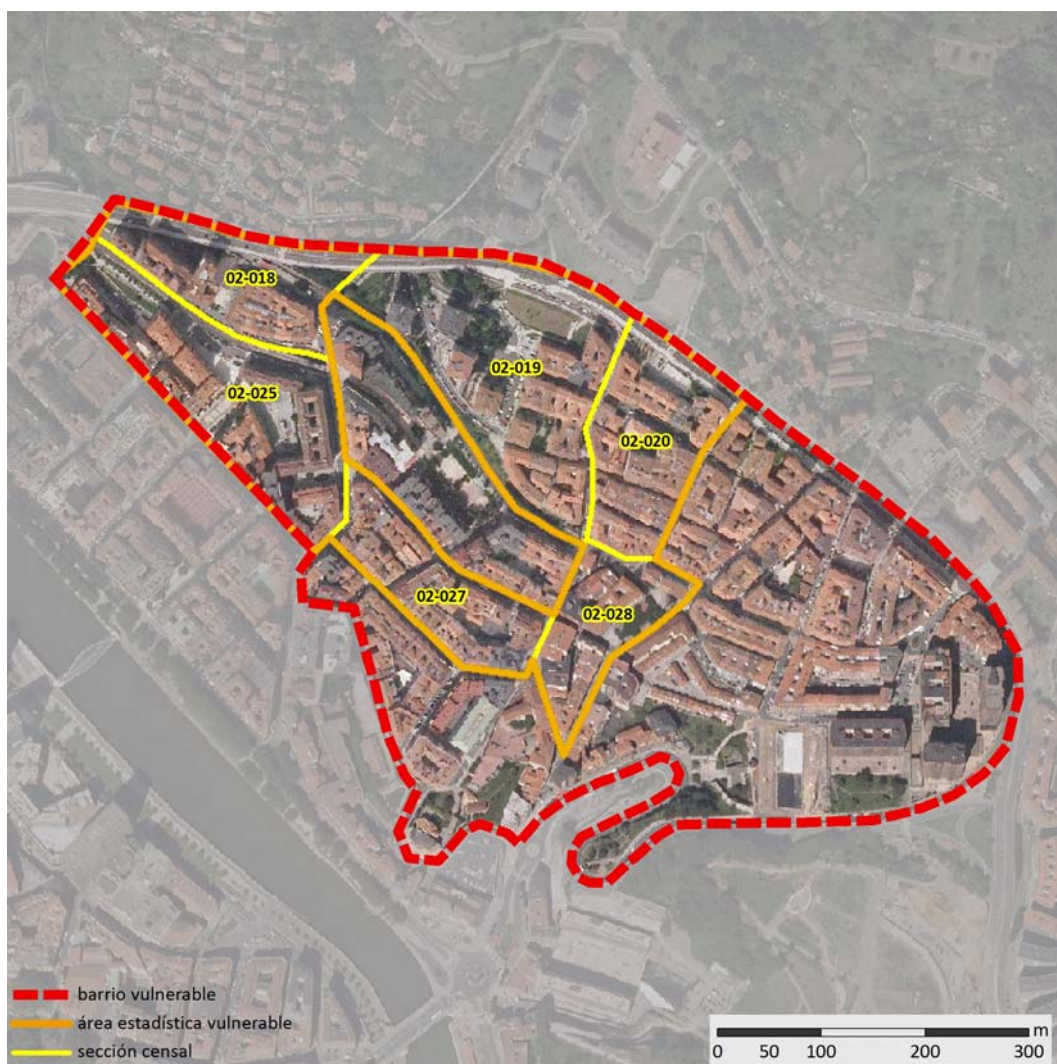 02-018
02-019
02-025
02-020
02-027
02-028
barrio vulnerable
área estadística vulnerable
sección censal
m
0 50 100 200 300